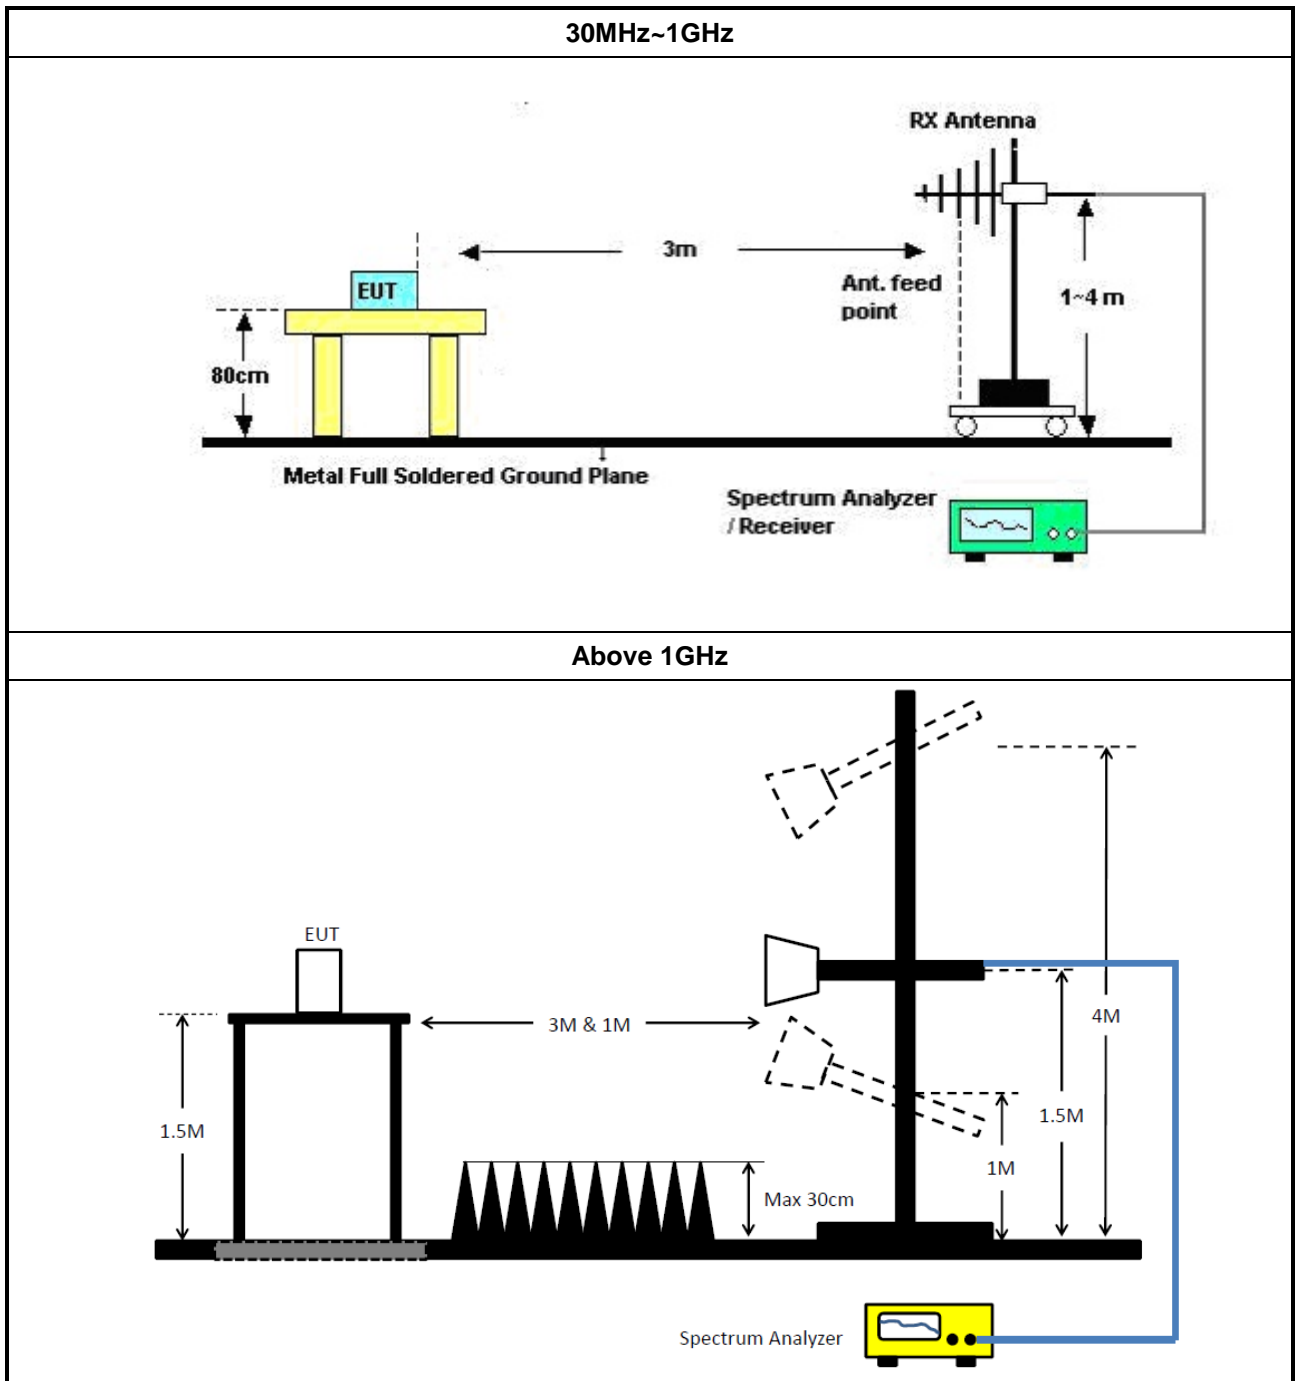 30MHz~1GHz
RX Antenna
3m
EUT
Ant. feed
point
1~4 m
80cm
Metal Full Soldered Ground Plane
Spectrum Analyzer
/ Receiver
Above 1GHz
EUT
3M & 1M
4M
1.5M
1.5M
1M
Max 30cm
Spectrum Analyzer